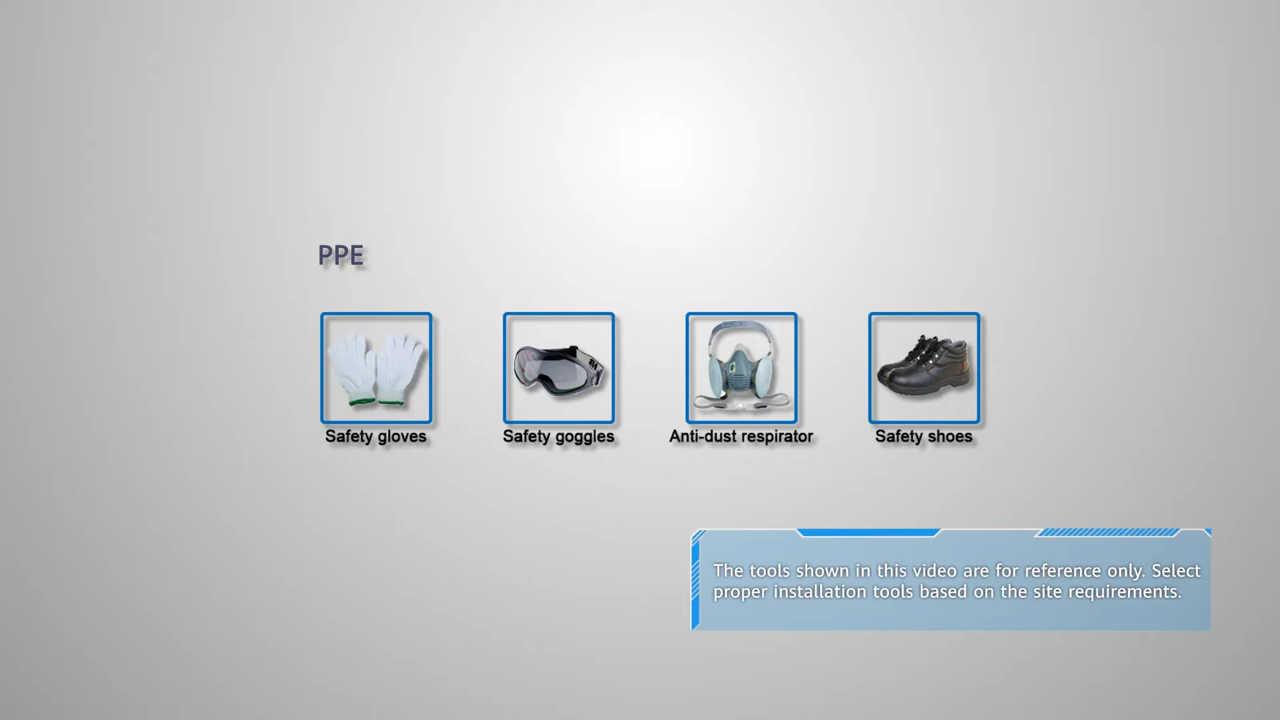 PPE
Safety gloves
Safety goggles
Anti-dust respirator
Safety shoes
The tools shown in this video are for reference only. Select
proper installation tools based on the site requirements.